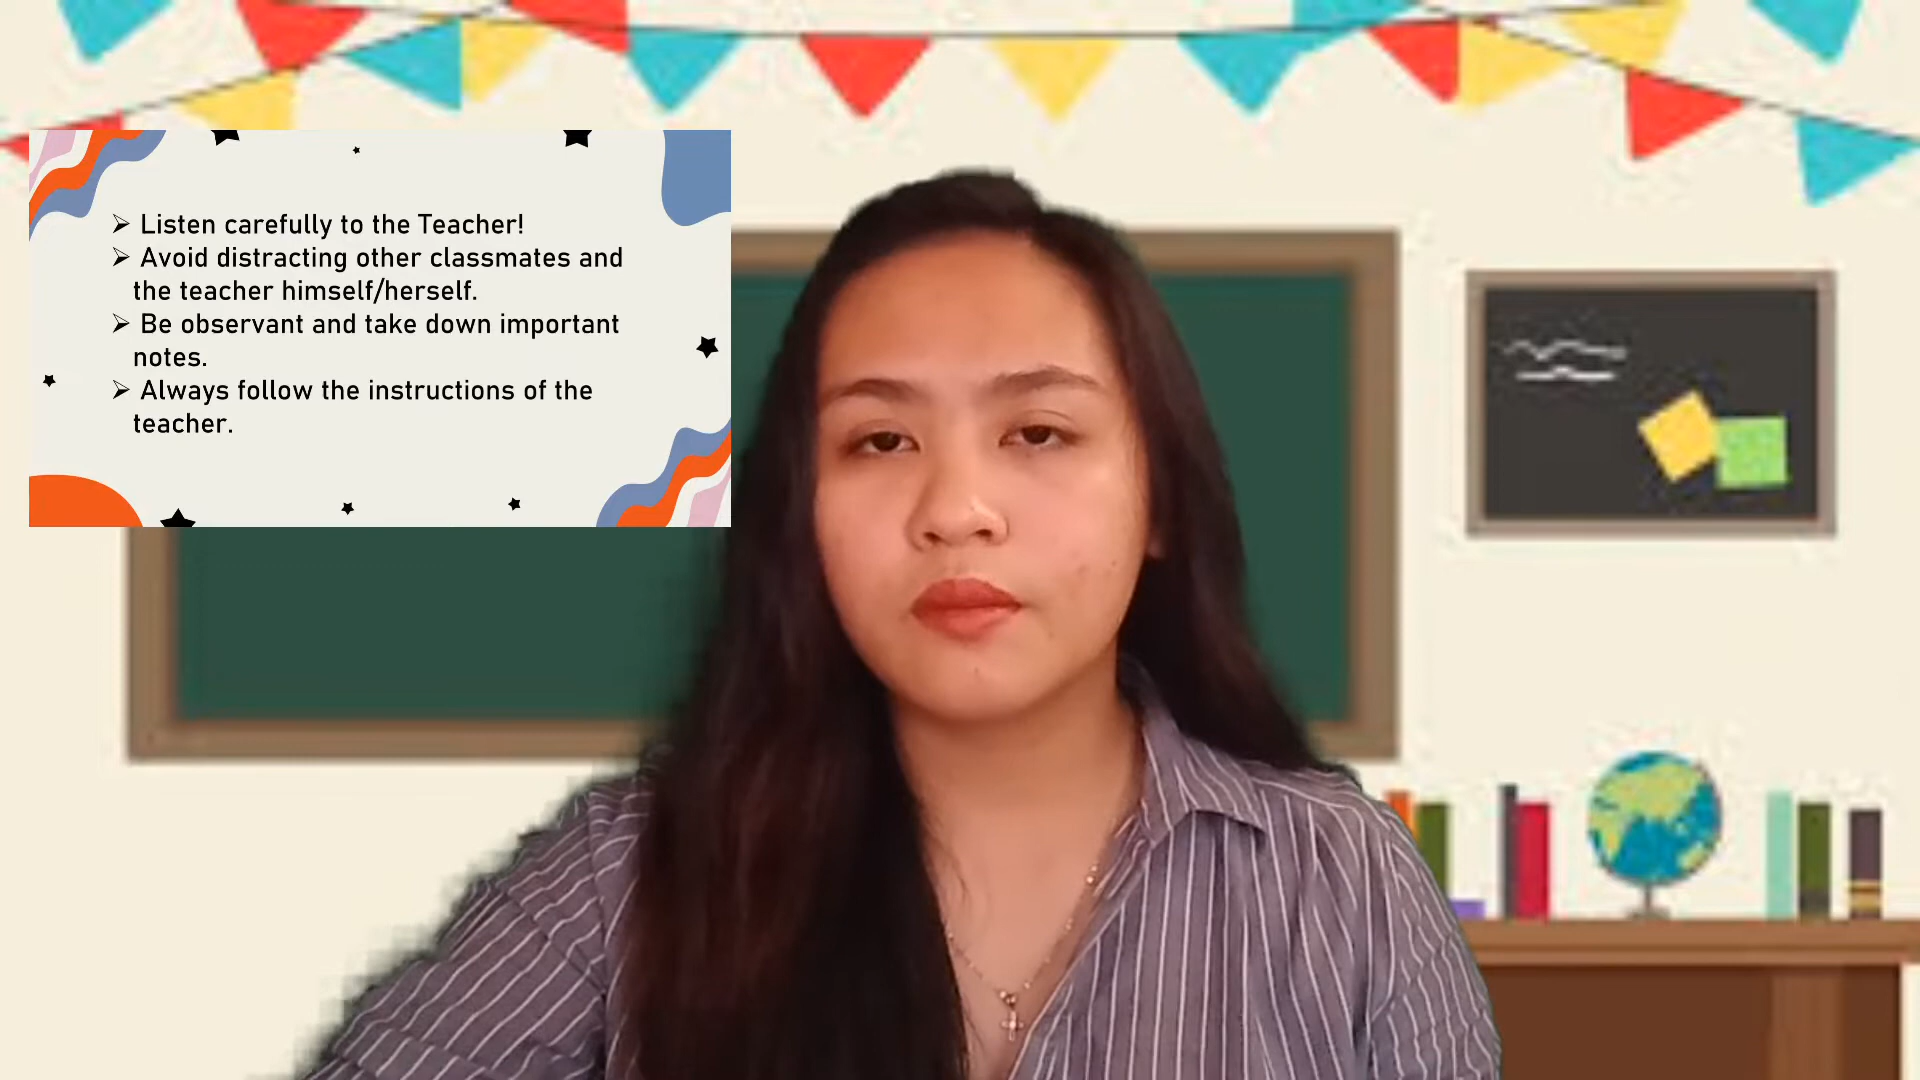 ➢ Listen carefully to the Teacher!
➢ Avoid distracting other classmates and
the teacher himself/herself.
➢ Be observant and take down important
notes.
➢ Always follow the instructions of the
teacher.